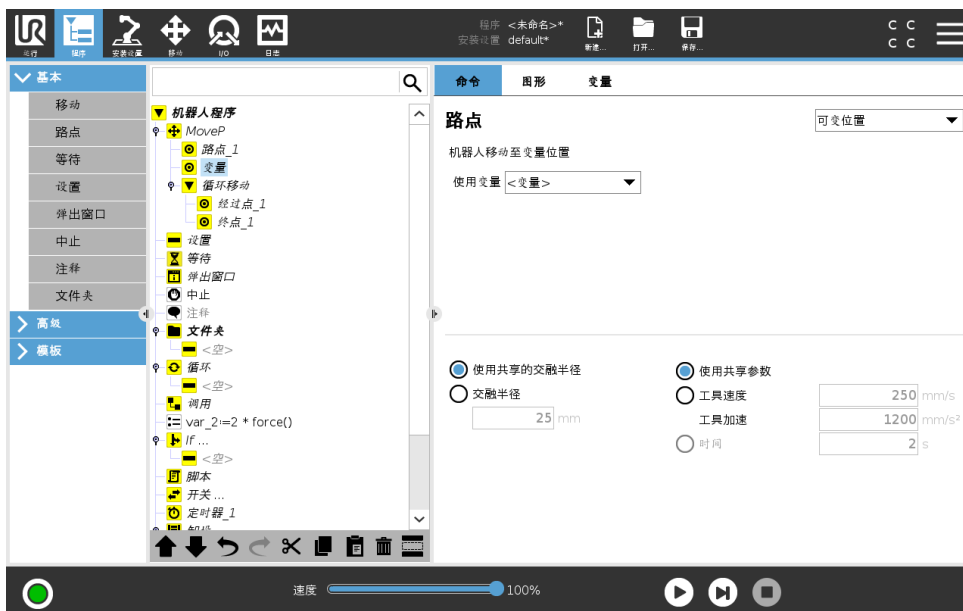 UR
运行
程序
安装设置
移动
I/O
日志
程序 <未命名>*
安装设置 default*
新建...
打开...
保存...
C C
C C
基本
移动
路点
等待
设置
弹出窗口
中止
注释
文件夹
高级
模板
机器人程序
MoveP
路点_1
变量
循环移动
经过点_1
终点_1
设置
等待
弹出窗口
中止
注释
文件夹
<空>
循环
<空>
调用
var_2:=2 * force()
If ...
<空>
脚本
开关 ...
定时器_1
命令
图形
变量
路点
可变位置
机器人移动至变量位置
使用变量 <变量>
使用共享的交融半径
交融半径
25 mm
使用共享参数
工具速度 250 mm/s
工具加速 1200 mm/s²
时间 2 s
速度 100%